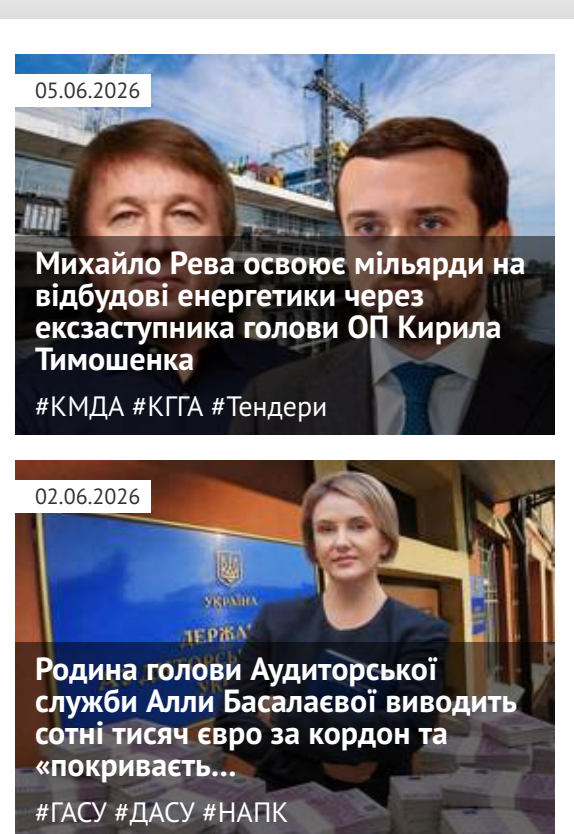 05.06.2026
Михайло Рева освоює мільярди на
відбудові енергетики через
ексзаступника голови ОП Кирила
Тимошенка
#КМДА #КГГА #Тендери
02.06.2026
УКРАЇНА
ДЕРЖА
Родина голови Аудиторської
служби Алли Басалаєвої виводить
сотні тисяч євро за кордон та
«покриваєть...
#ГАСУ #ДАСУ #НАПК